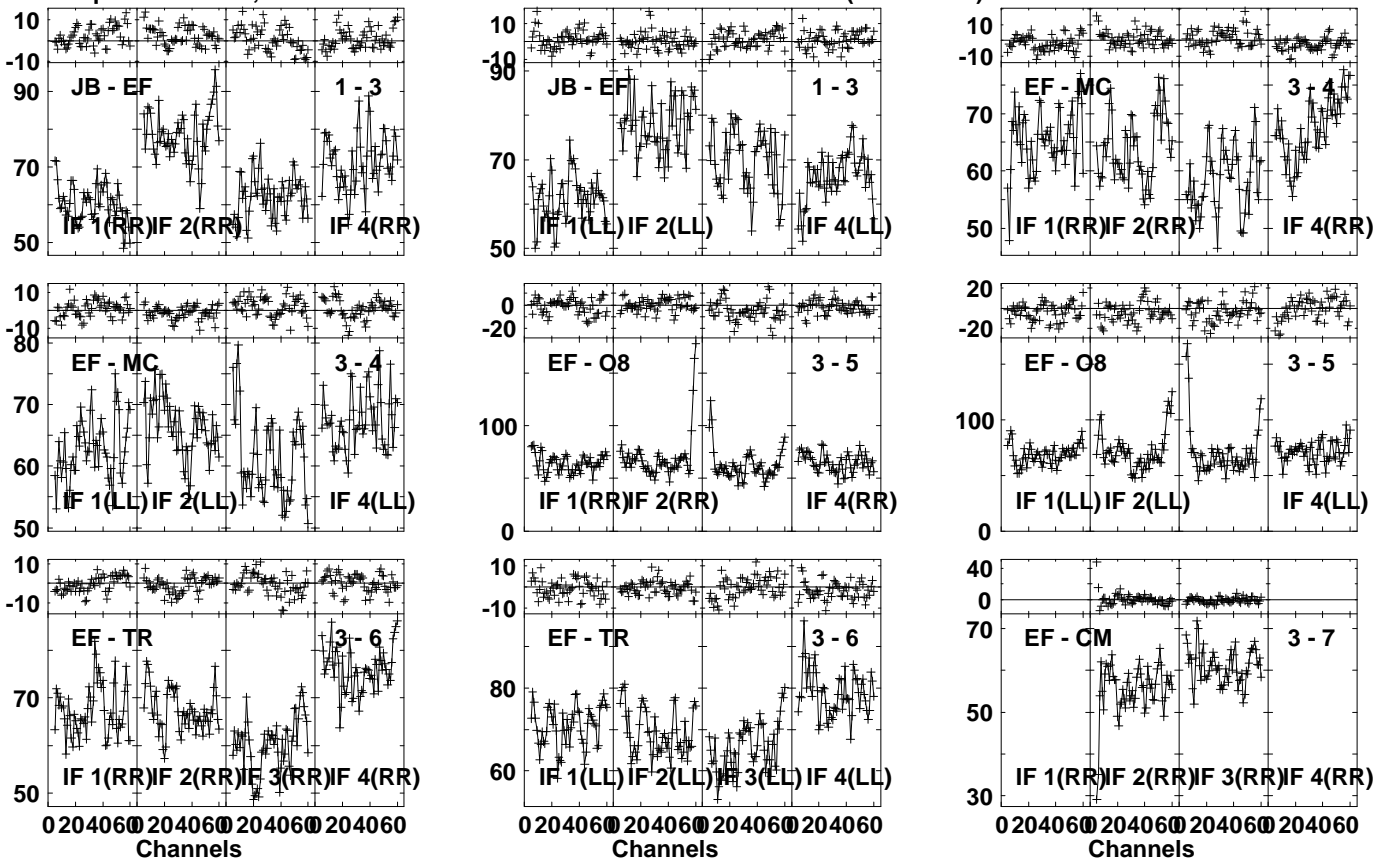 10 10 10
-10 -10 -10
JB - EF 1 - 3 JB - EF 1 - 3 EF - MC 3 - 4
90 90 70
70 70 60
50 50 50
IF 1(RR) IF 2(RR) IF 4(RR) IF 1(LL) IF 2(LL) IF 4(LL) IF 1(RR) IF 2(RR) IF 4(RR)
10 0 20
-10 -20 -20
80
EF - MC 3 - 4 EF - O8 3 - 5 EF - O8 3 - 5
70 100 100
60
50 0 0
IF 1(LL) IF 2(LL) IF 4(LL) IF 1(RR) IF 2(RR) IF 4(RR) IF 1(LL) IF 2(LL) IF 4(LL)
10 10 40
-10 -10 0
EF - TR 3 - 6 EF - TR 3 - 6 EF - CM 3 - 7
70 80 70
50 60 50
30
IF 1(RR) IF 2(RR) IF 3(RR) IF 4(RR) IF 1(LL) IF 2(LL) IF 3(LL) IF 4(LL) IF 1(RR) IF 2(RR) IF 3(RR) IF 4(RR)
0 20 40 60 0 20 40 60 0 20 40 60 0 20 40 60 0 20 40 60 0 20 40 60 0 20 40 60 0 20 40 60 0 20 40 60 0 20 40 60 0 20 40 60 0 20 40 60
Channels Channels Channels